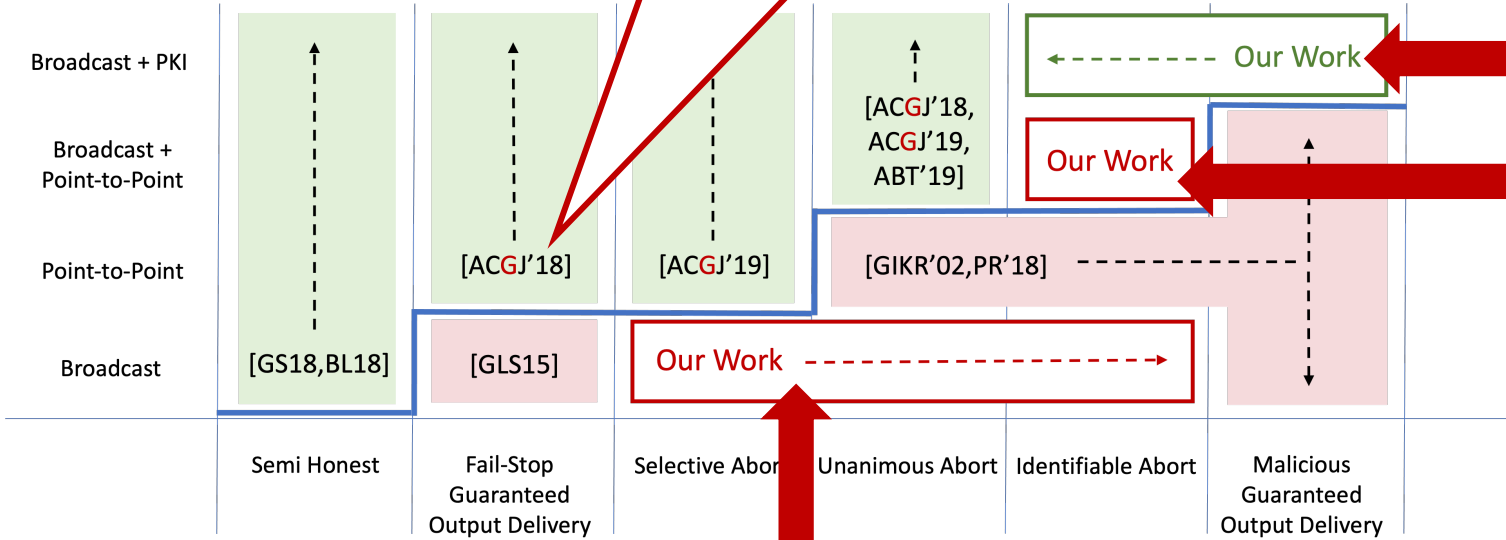 Broadcast + PKI
Our Work
Broadcast +
Point-to-Point
[ACGJ’18,
ACGJ’19,
ABT’19]
Our Work
Point-to-Point
[ACGJ’18]
[ACGJ’19]
[GIKR’02,PR’18]
Broadcast
[GS18,BL18]
[GLS15]
Our Work
Semi Honest
Fail-Stop
Guaranteed
Output Delivery
Selective Abor
Unanimous Abort
Identifiable Abort
Malicious
Guaranteed
Output Delivery